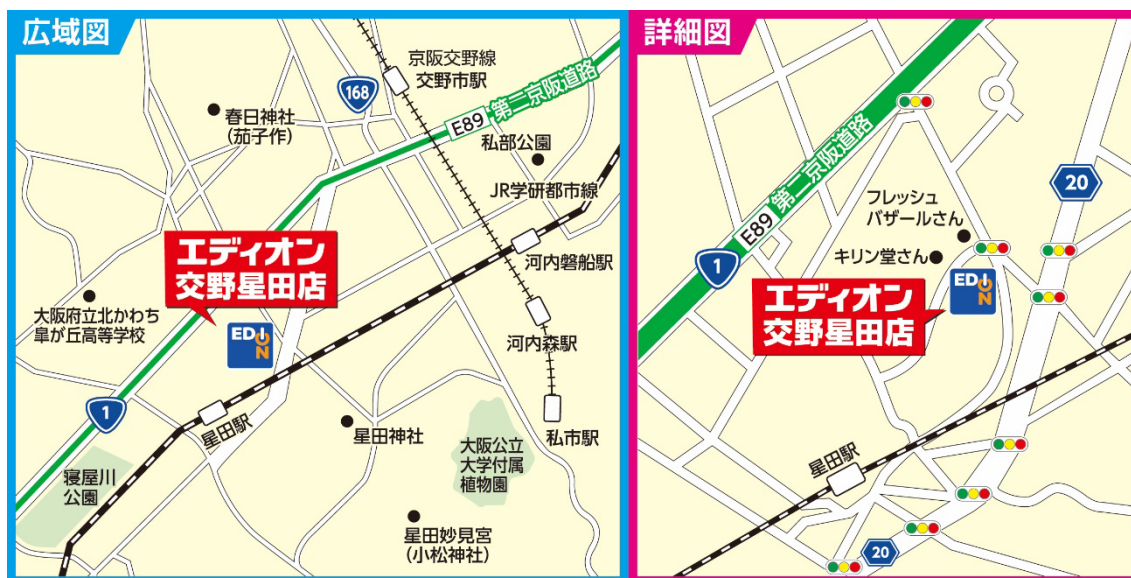 広域図
京阪交野線
交野市駅
168
春日神社
(茄子作)
E89 第二京阪道路
私部公園
JR学研都市線
エディオン
交野星田店
河内磐船駅
大阪府立北かわち
皐が丘高等学校
EDION
河内森駅
1
星田駅
星田神社
私市駅
大阪公立
大学付属
植物園
寝屋川
公園
星田妙見宮
(小松神社)
詳細図
E89 第二京阪道路
20
フレッシュ
バザールさん
1
キリン堂さん
エディオン
交野星田店
EDION
星田駅
20